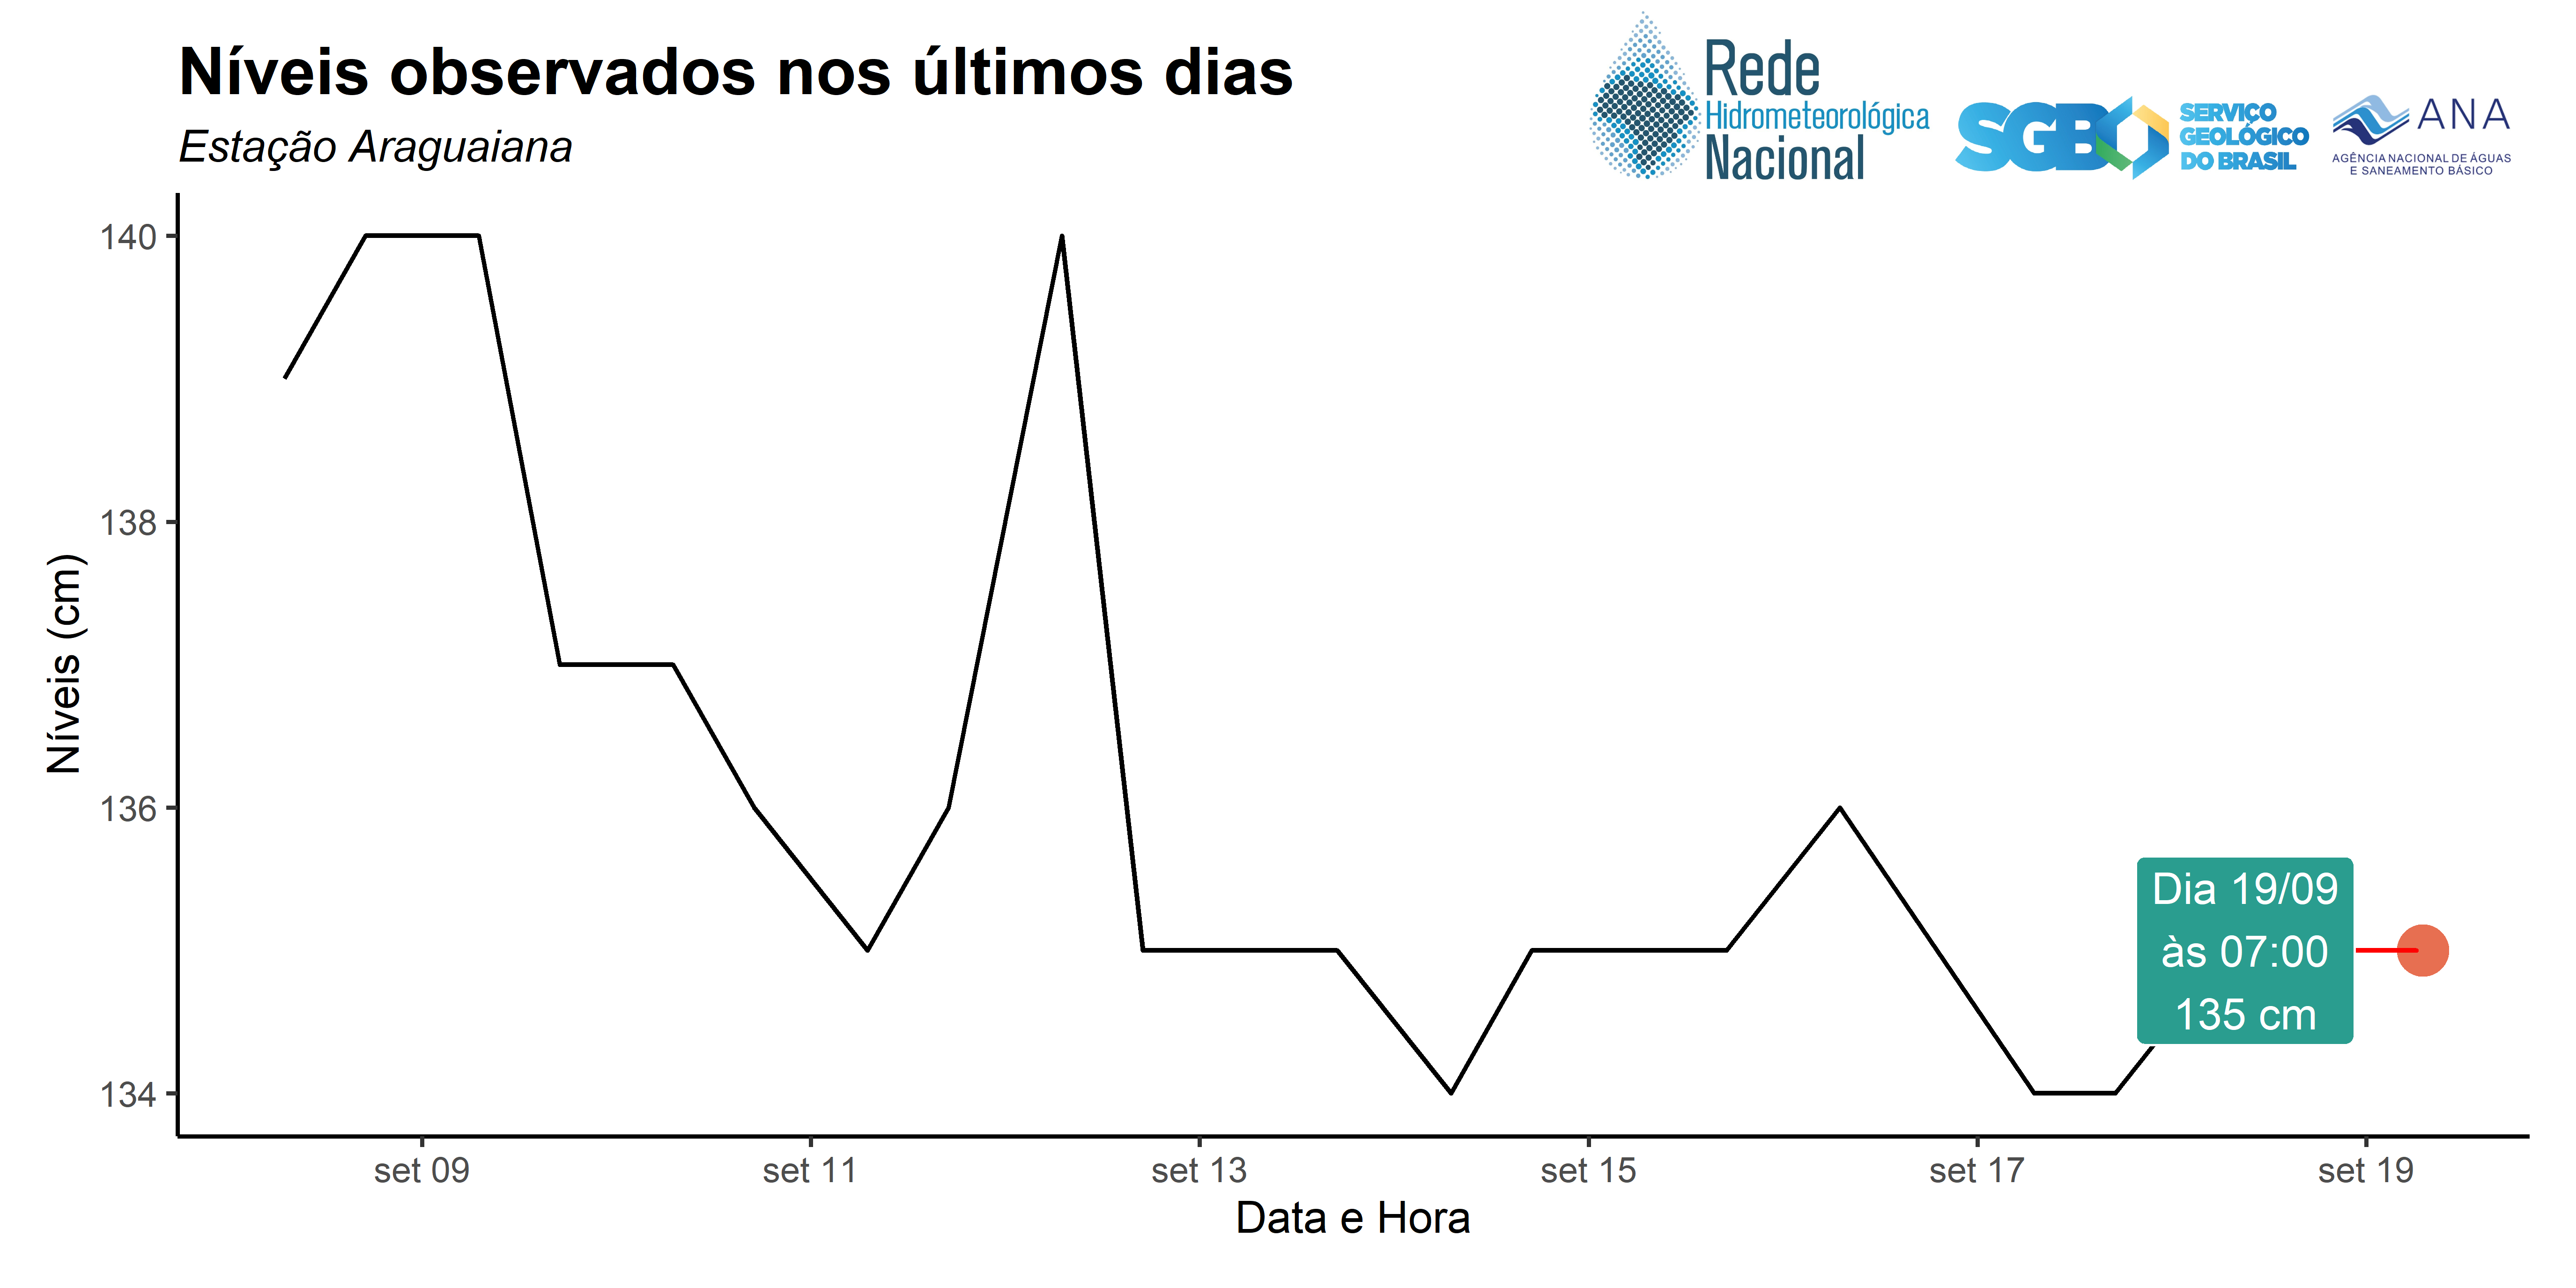 Níveis observados nos últimos dias
Estação Araguaiana
Rede
Hidrometeorológica
Nacional
SGB
SERVIÇO
GEOLÓGICO
DO BRASIL
ANA
AGÊNCIA NACIONAL DE ÁGUAS
E SANEAMENTO BÁSICO
Níveis (cm)
140
138
136
134
Dia 19/09
às 07:00
135 cm
set 09
set 11
set 13
set 15
set 17
set 19
Data e Hora